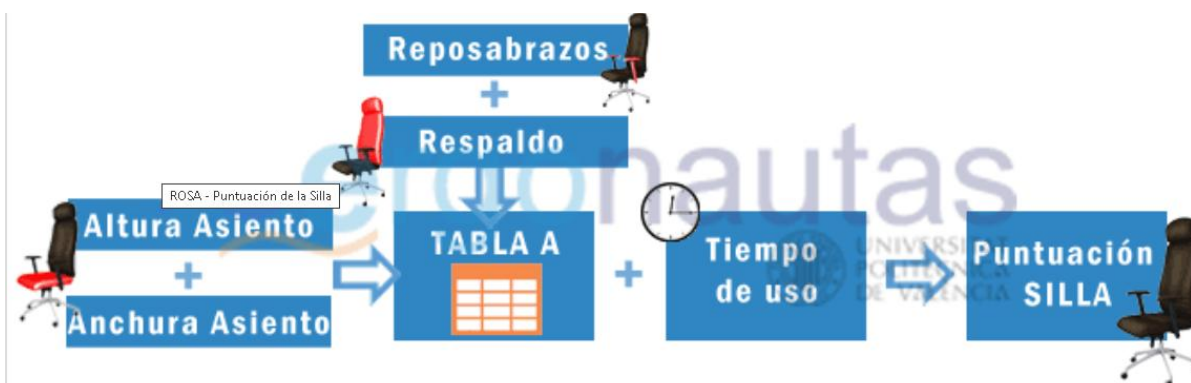 Reposabrazos
+
Respaldo
ergonautas
ROSA - Puntuación de la Silla
Altura Asiento
+
Anchura Asiento
TABLA A
+
Tiempo
de uso
UNIVERSITAT
POLITÈCNICA
DE VALÈNCIA
Puntuación
SILLA